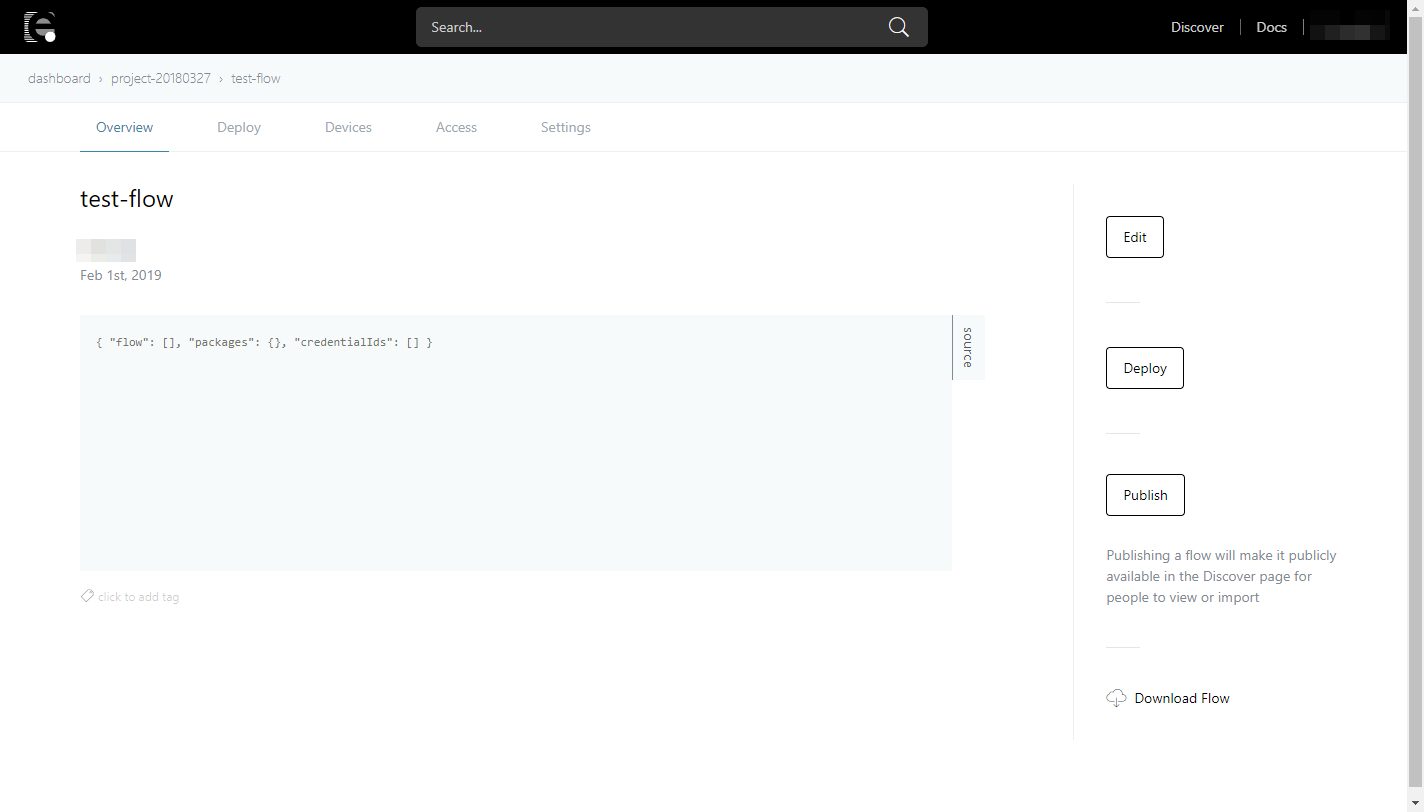 Search...
Discover
Docs
dashboard › project-20180327 › test-flow
Overview
Deploy
Devices
Access
Settings
test-flow
Feb 1st, 2019
{ "flow": [], "packages": {}, "credentialIds": [] }
source
click to add tag
Edit
Deploy
Publish
Publishing a flow will make it publicly
available in the Discover page for
people to view or import
Download Flow